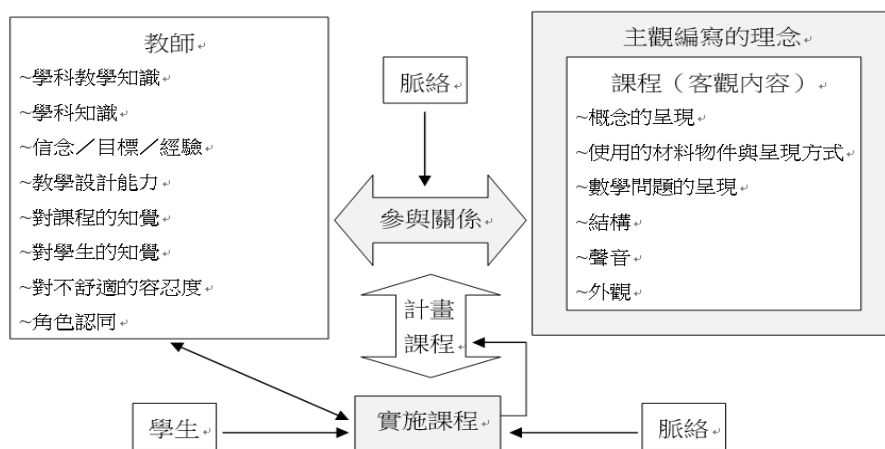 教師
~學科教學知識
~學科知識
~信念／目標／經驗
~教學設計能力
~對課程的知覺
~對學生的知覺
~對不舒適的容忍度
~角色認同
脈絡
參與關係
計畫
課程
主觀編寫的理念
課程（客觀內容）
~概念的呈現
~使用的材料物件與呈現方式
~數學問題的呈現
~結構
~聲音
~外觀
學生
實施課程
脈絡